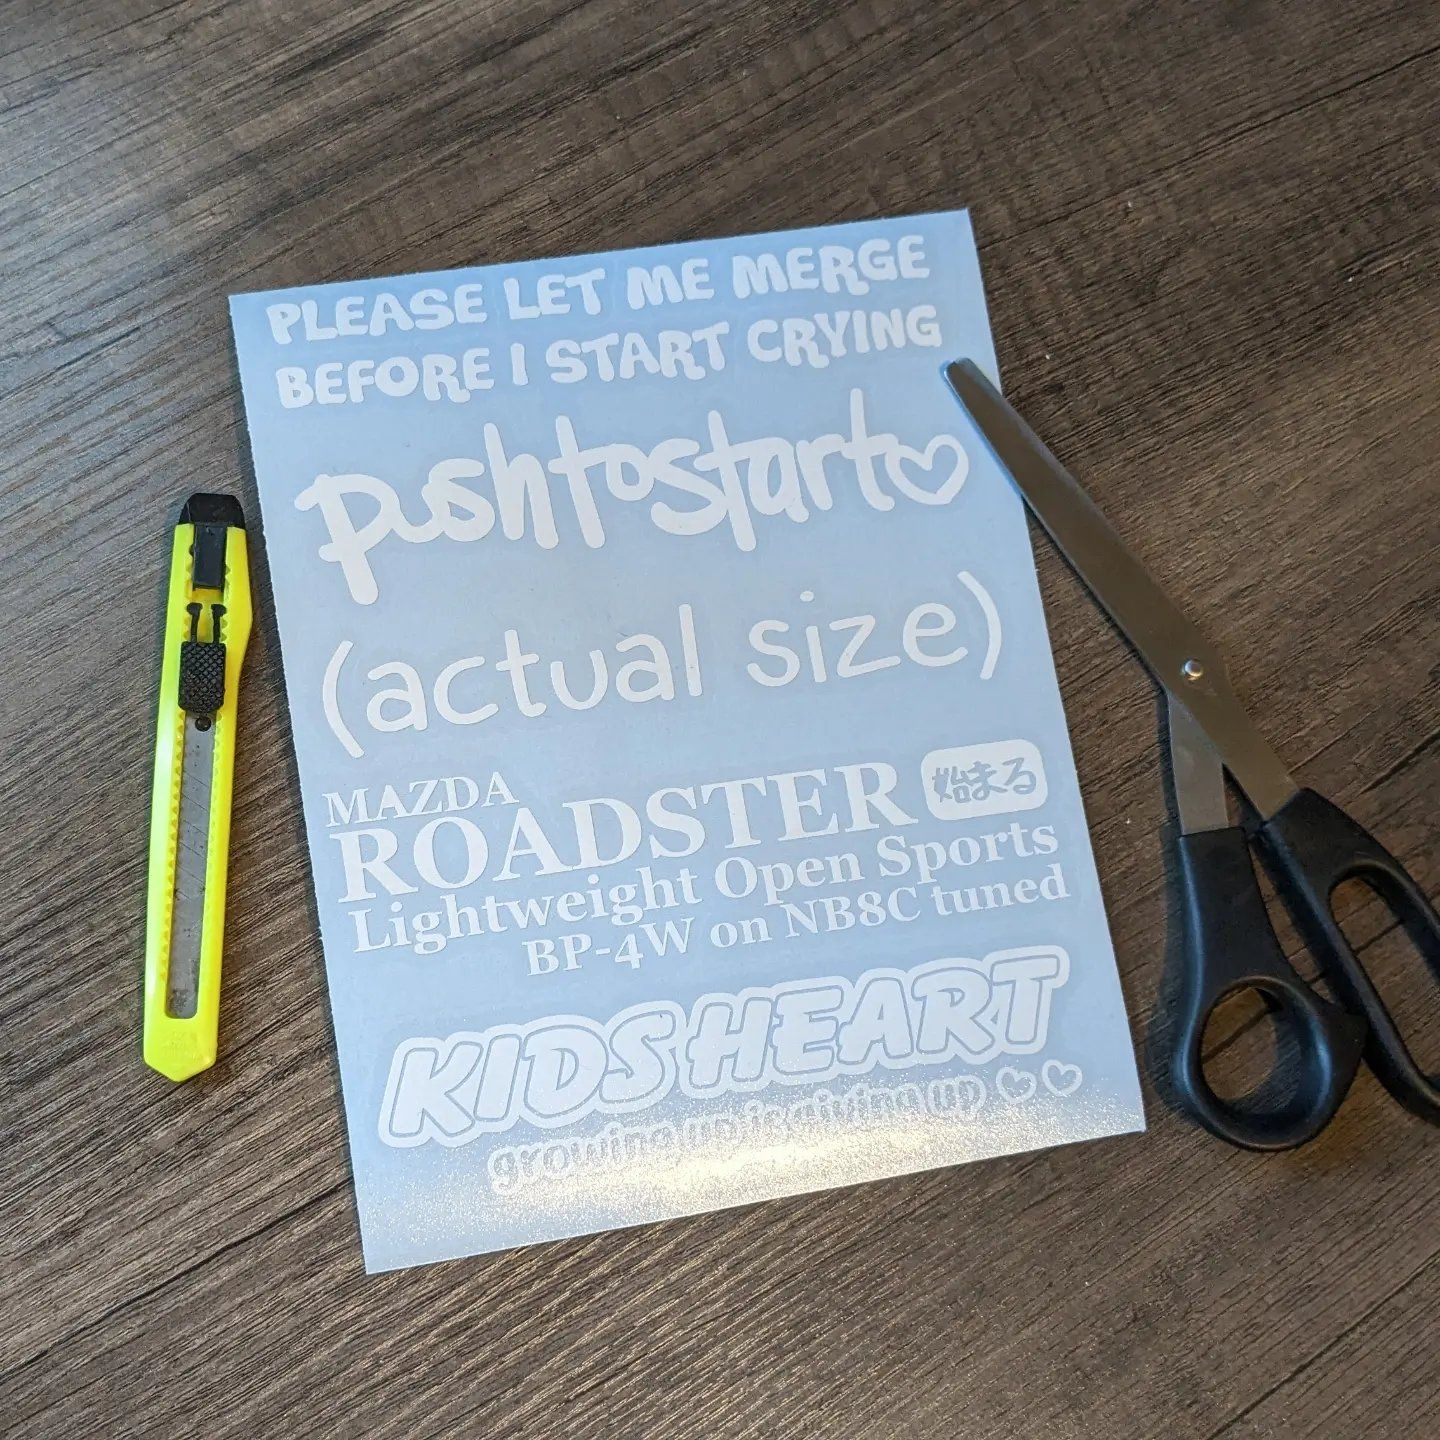 PLEASE LET ME MERGE
BEFORE I START CRYING
pushtostart♡
(actual size)
MAZDA
ROADSTER 始まる
Lightweight Open Sports
BP-4W on NB8C tuned
KIDS HEART
growing up is giving up ♡♡